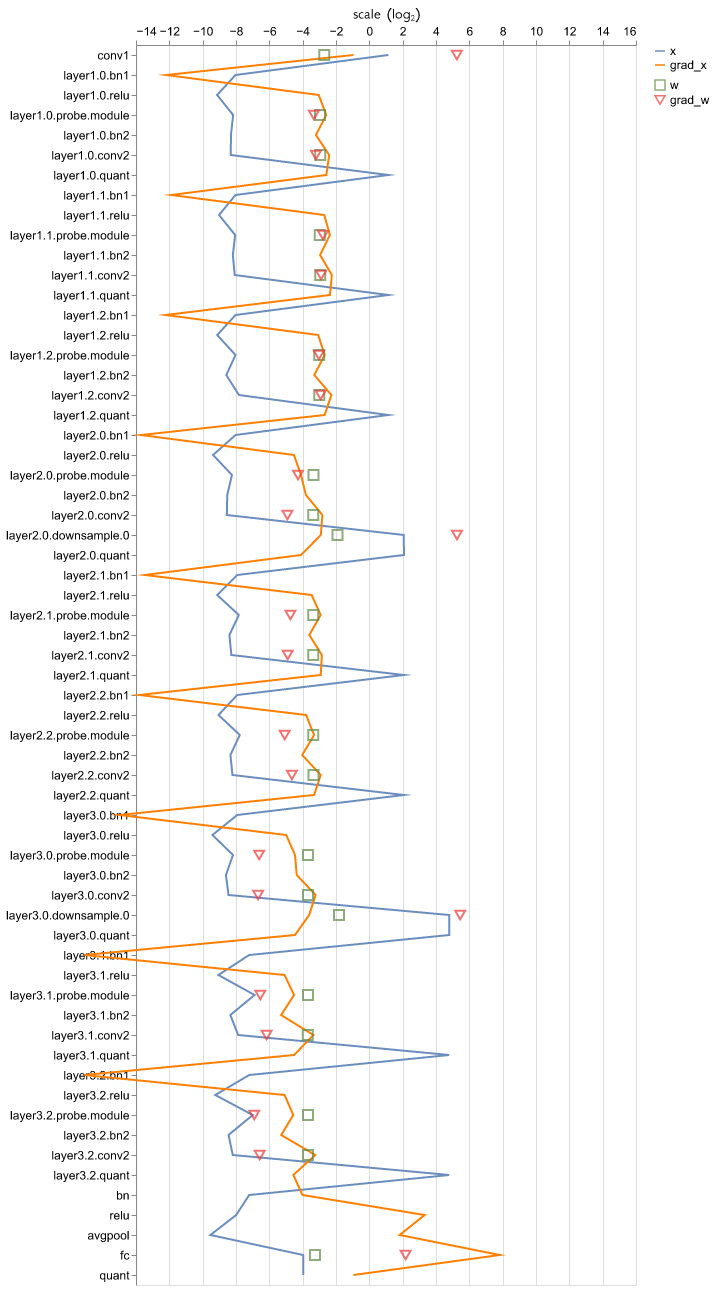 scale (log₂)
−14 −12 −10 −8 −6 −4 −2 0 2 4 6 8 10 12 14 16
x
grad_x
w
grad_w
conv1
layer1.0.bn1
layer1.0.relu
layer1.0.probe.module
layer1.0.bn2
layer1.0.conv2
layer1.0.quant
layer1.1.bn1
layer1.1.relu
layer1.1.probe.module
layer1.1.bn2
layer1.1.conv2
layer1.1.quant
layer1.2.bn1
layer1.2.relu
layer1.2.probe.module
layer1.2.bn2
layer1.2.conv2
layer1.2.quant
layer2.0.bn1
layer2.0.relu
layer2.0.probe.module
layer2.0.bn2
layer2.0.conv2
layer2.0.downsample.0
layer2.0.quant
layer2.1.bn1
layer2.1.relu
layer2.1.probe.module
layer2.1.bn2
layer2.1.conv2
layer2.1.quant
layer2.2.bn1
layer2.2.relu
layer2.2.probe.module
layer2.2.bn2
layer2.2.conv2
layer2.2.quant
layer3.0.bn1
layer3.0.relu
layer3.0.probe.module
layer3.0.bn2
layer3.0.conv2
layer3.0.downsample.0
layer3.0.quant
layer3.1.bn1
layer3.1.relu
layer3.1.probe.module
layer3.1.bn2
layer3.1.conv2
layer3.1.quant
layer3.2.bn1
layer3.2.relu
layer3.2.probe.module
layer3.2.bn2
layer3.2.conv2
layer3.2.quant
bn
relu
avgpool
fc
quant